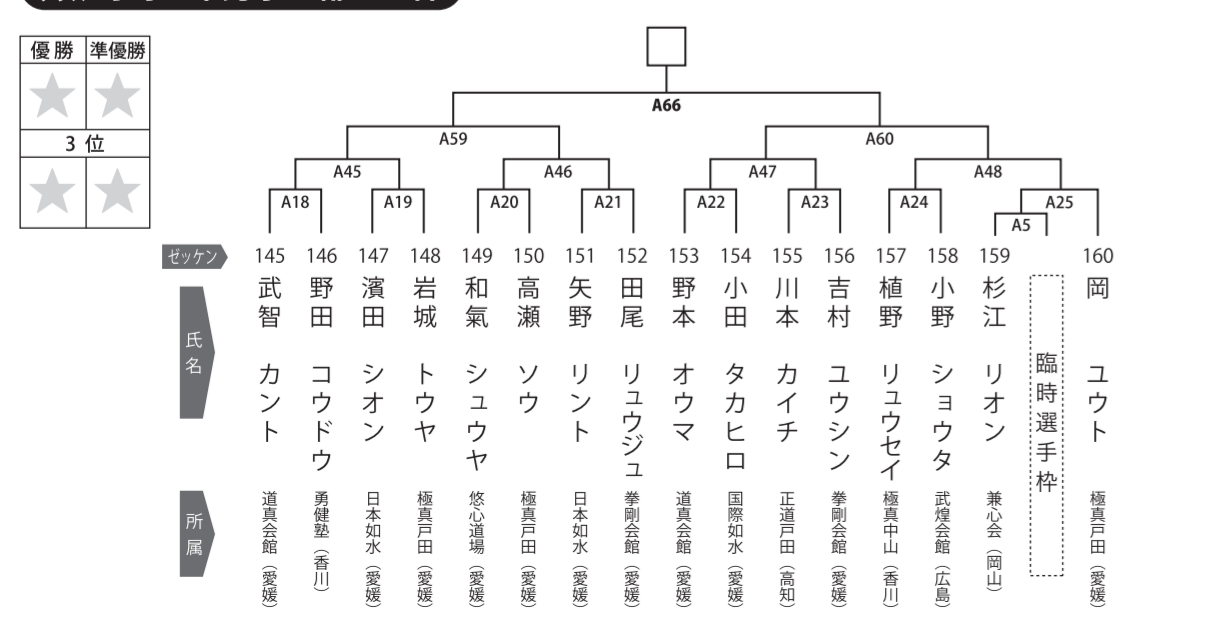 優勝 準優勝
3位
A66
A59 A60
A45 A46 A47 A48
A18 A19 A20 A21 A22 A23 A24 A25
A5
ゼッケン 145 146 147 148 149 150 151 152 153 154 155 156 157 158 159 160
氏名
武智 カント
野田 コウドウ
濱田 シオン
岩城 トウヤ
和氣 シュウヤ
高瀬 ソウ
矢野 リント
田尾 リュウジュ
野本 オウマ
小田 タカヒロ
川本 カイチ
吉村 ユウシン
植野 リュウセイ
小野 ショウタ
杉江 リオン
臨時選手枠
岡 ユウト
所属
道真会館(愛媛)
勇健塾(香川)
日本如水(愛媛)
極真戸田(愛媛)
悠心道場(愛媛)
極真戸田(愛媛)
日本如水(愛媛)
拳剛会館(愛媛)
道真会館(愛媛)
国際如水(愛媛)
正道戸田(高知)
拳剛会館(愛媛)
極真中山(香川)
武煌会館(広島)
兼心会(岡山)
極真戸田(愛媛)